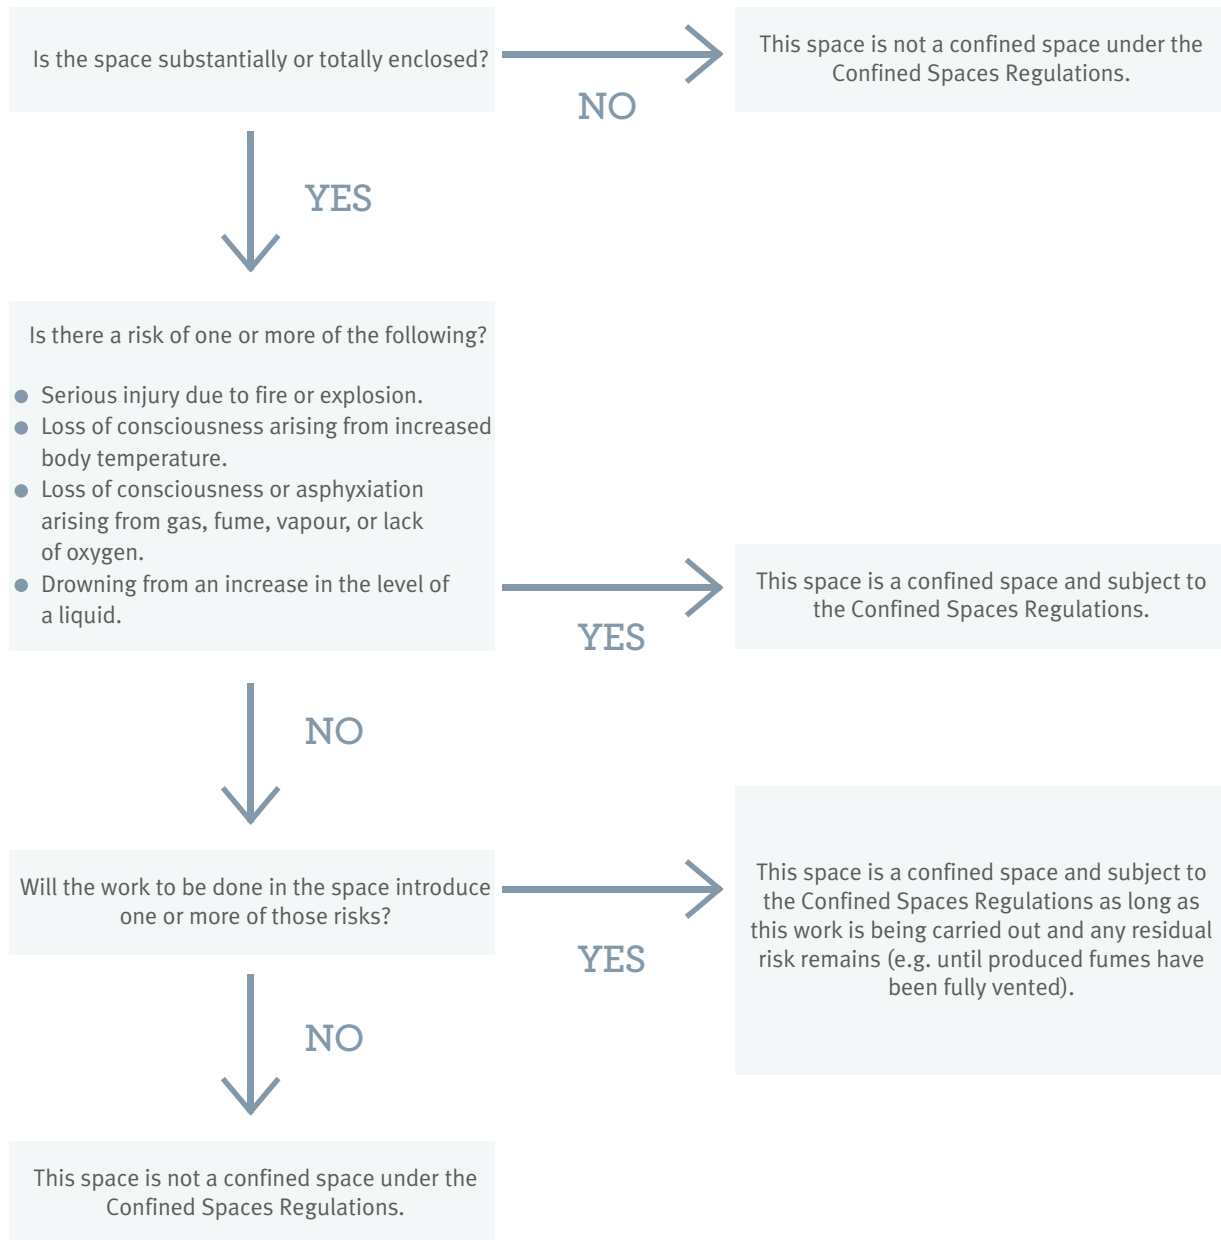 Is the space substantially or totally enclosed?
NO
This space is not a confined space under the
Confined Spaces Regulations.
YES
Is there a risk of one or more of the following?
● Serious injury due to fire or explosion.
● Loss of consciousness arising from increased
body temperature.
● Loss of consciousness or asphyxiation
arising from gas, fume, vapour, or lack
of oxygen.
● Drowning from an increase in the level of
a liquid.
YES
This space is a confined space and subject to
the Confined Spaces Regulations.
NO
Will the work to be done in the space introduce
one or more of those risks?
YES
This space is a confined space and subject to
the Confined Spaces Regulations as long as
this work is being carried out and any residual
risk remains (e.g. until produced fumes have
been fully vented).
NO
This space is not a confined space under the
Confined Spaces Regulations.